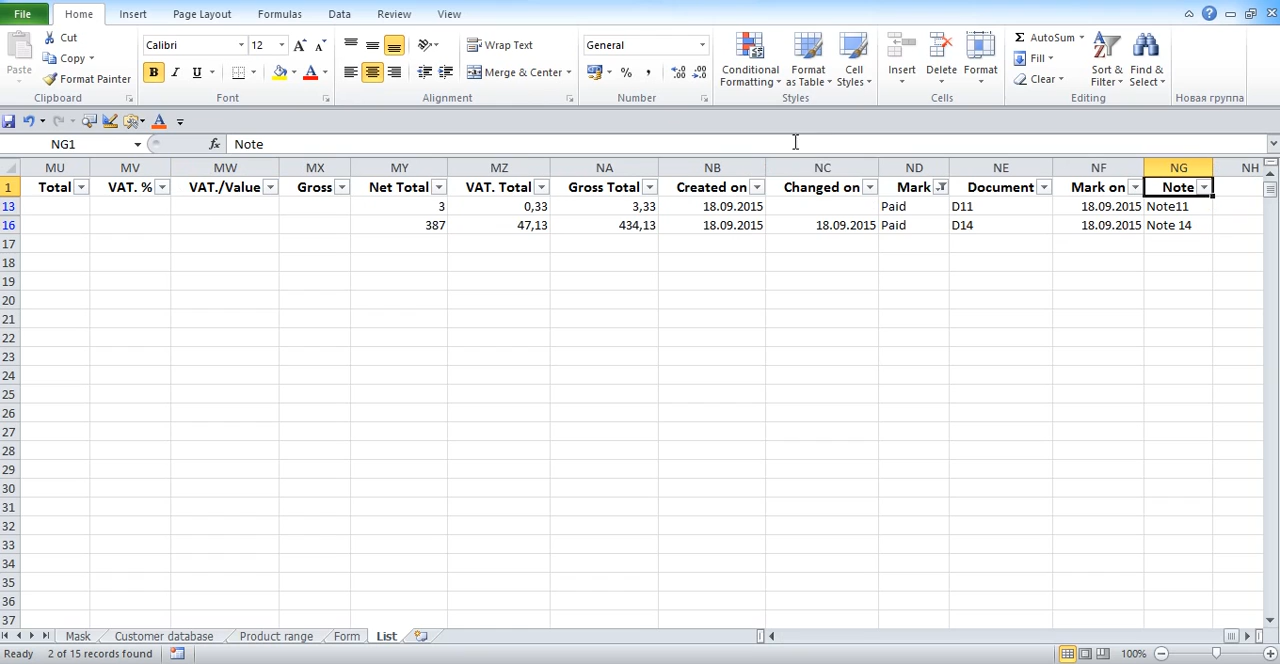 File Home Insert Page Layout Formulas Data Review View
Cut Calibri 12 Wrap Text General AutoSum
Paste Copy Conditional Format Cell Insert Delete Format Fill Sort & Find &
Format Painter B I U Merge & Center % , Formatting as Table Styles Clear Filter Select
Clipboard Font Alignment Number Styles Cells Editing Новая группа
NG1 fx Note
MU MV MW MX MY MZ NA NB NC ND NE NF NG NH
1 Total VAT. % VAT./Value Gross Net Total VAT. Total Gross Total Created on Changed on Mark Document Mark on Note
13 3 0,33 3,33 18.09.2015 Paid D11 18.09.2015 Note11
16 387 47,13 434,13 18.09.2015 18.09.2015 Paid D14 18.09.2015 Note 14
17
18
19
20
21
22
23
24
25
26
27
28
29
30
31
32
33
34
35
36
37
Mask Customer database Product range Form List
Ready 2 of 15 records found 100%